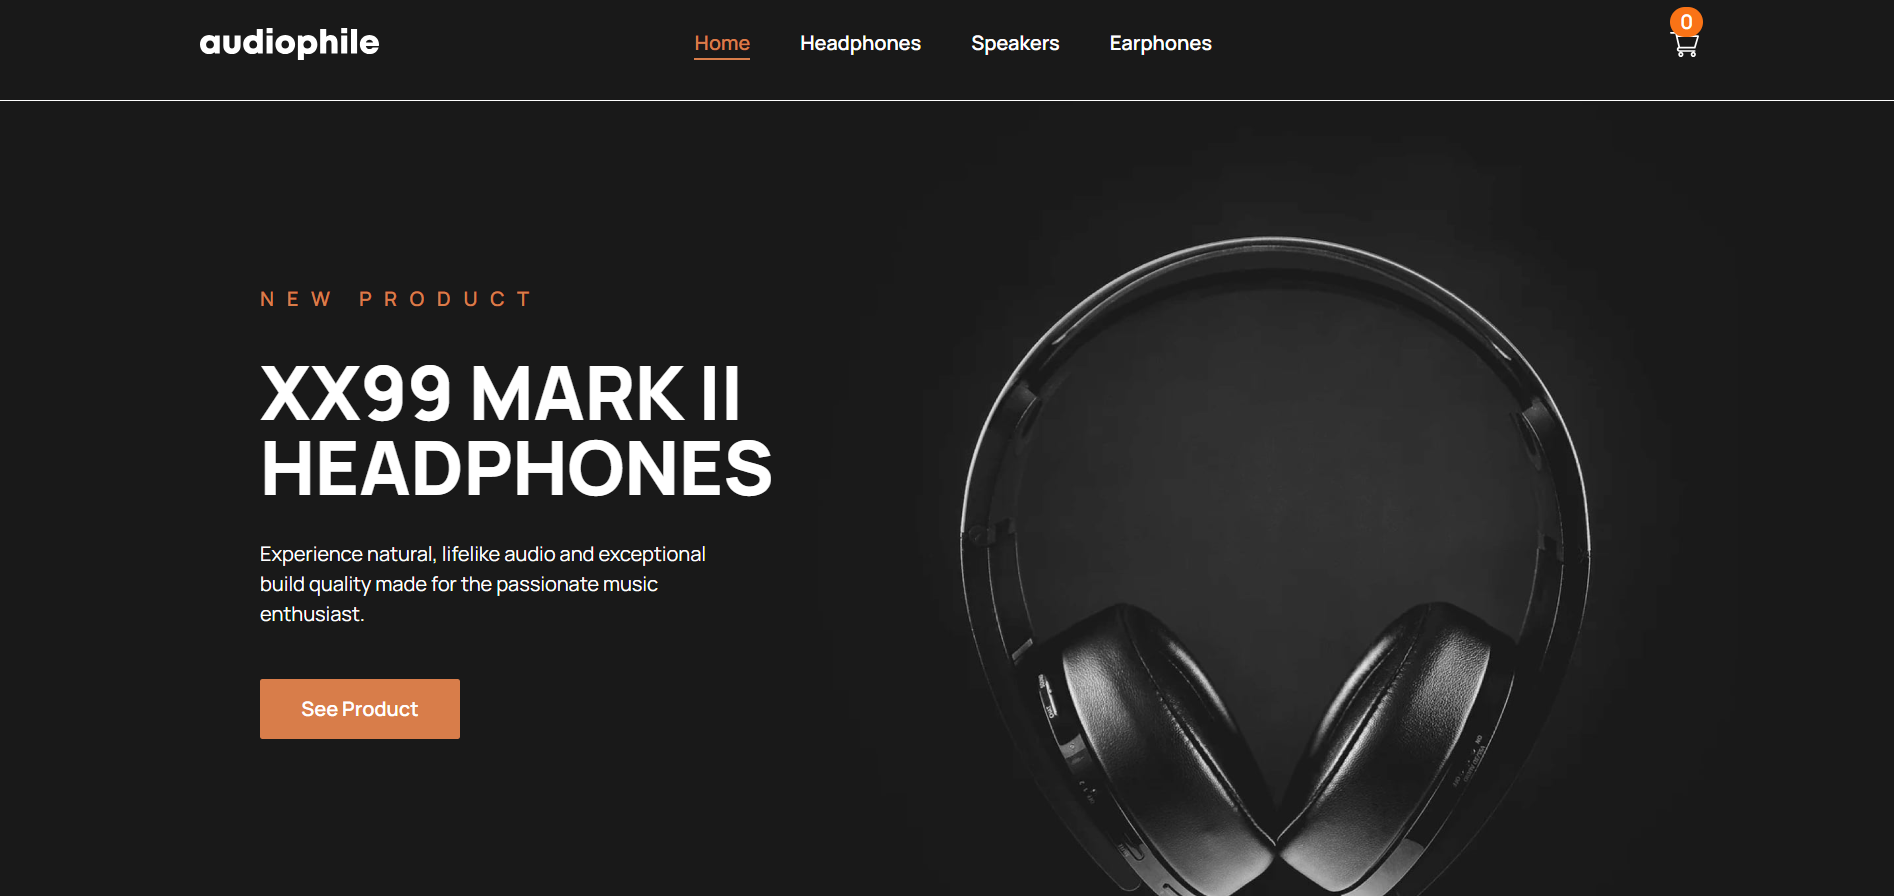 audiophile
Home Headphones Speakers Earphones
0
NEW PRODUCT
XX99 MARK II
HEADPHONES
Experience natural, lifelike audio and exceptional
build quality made for the passionate music
enthusiast.
See Product